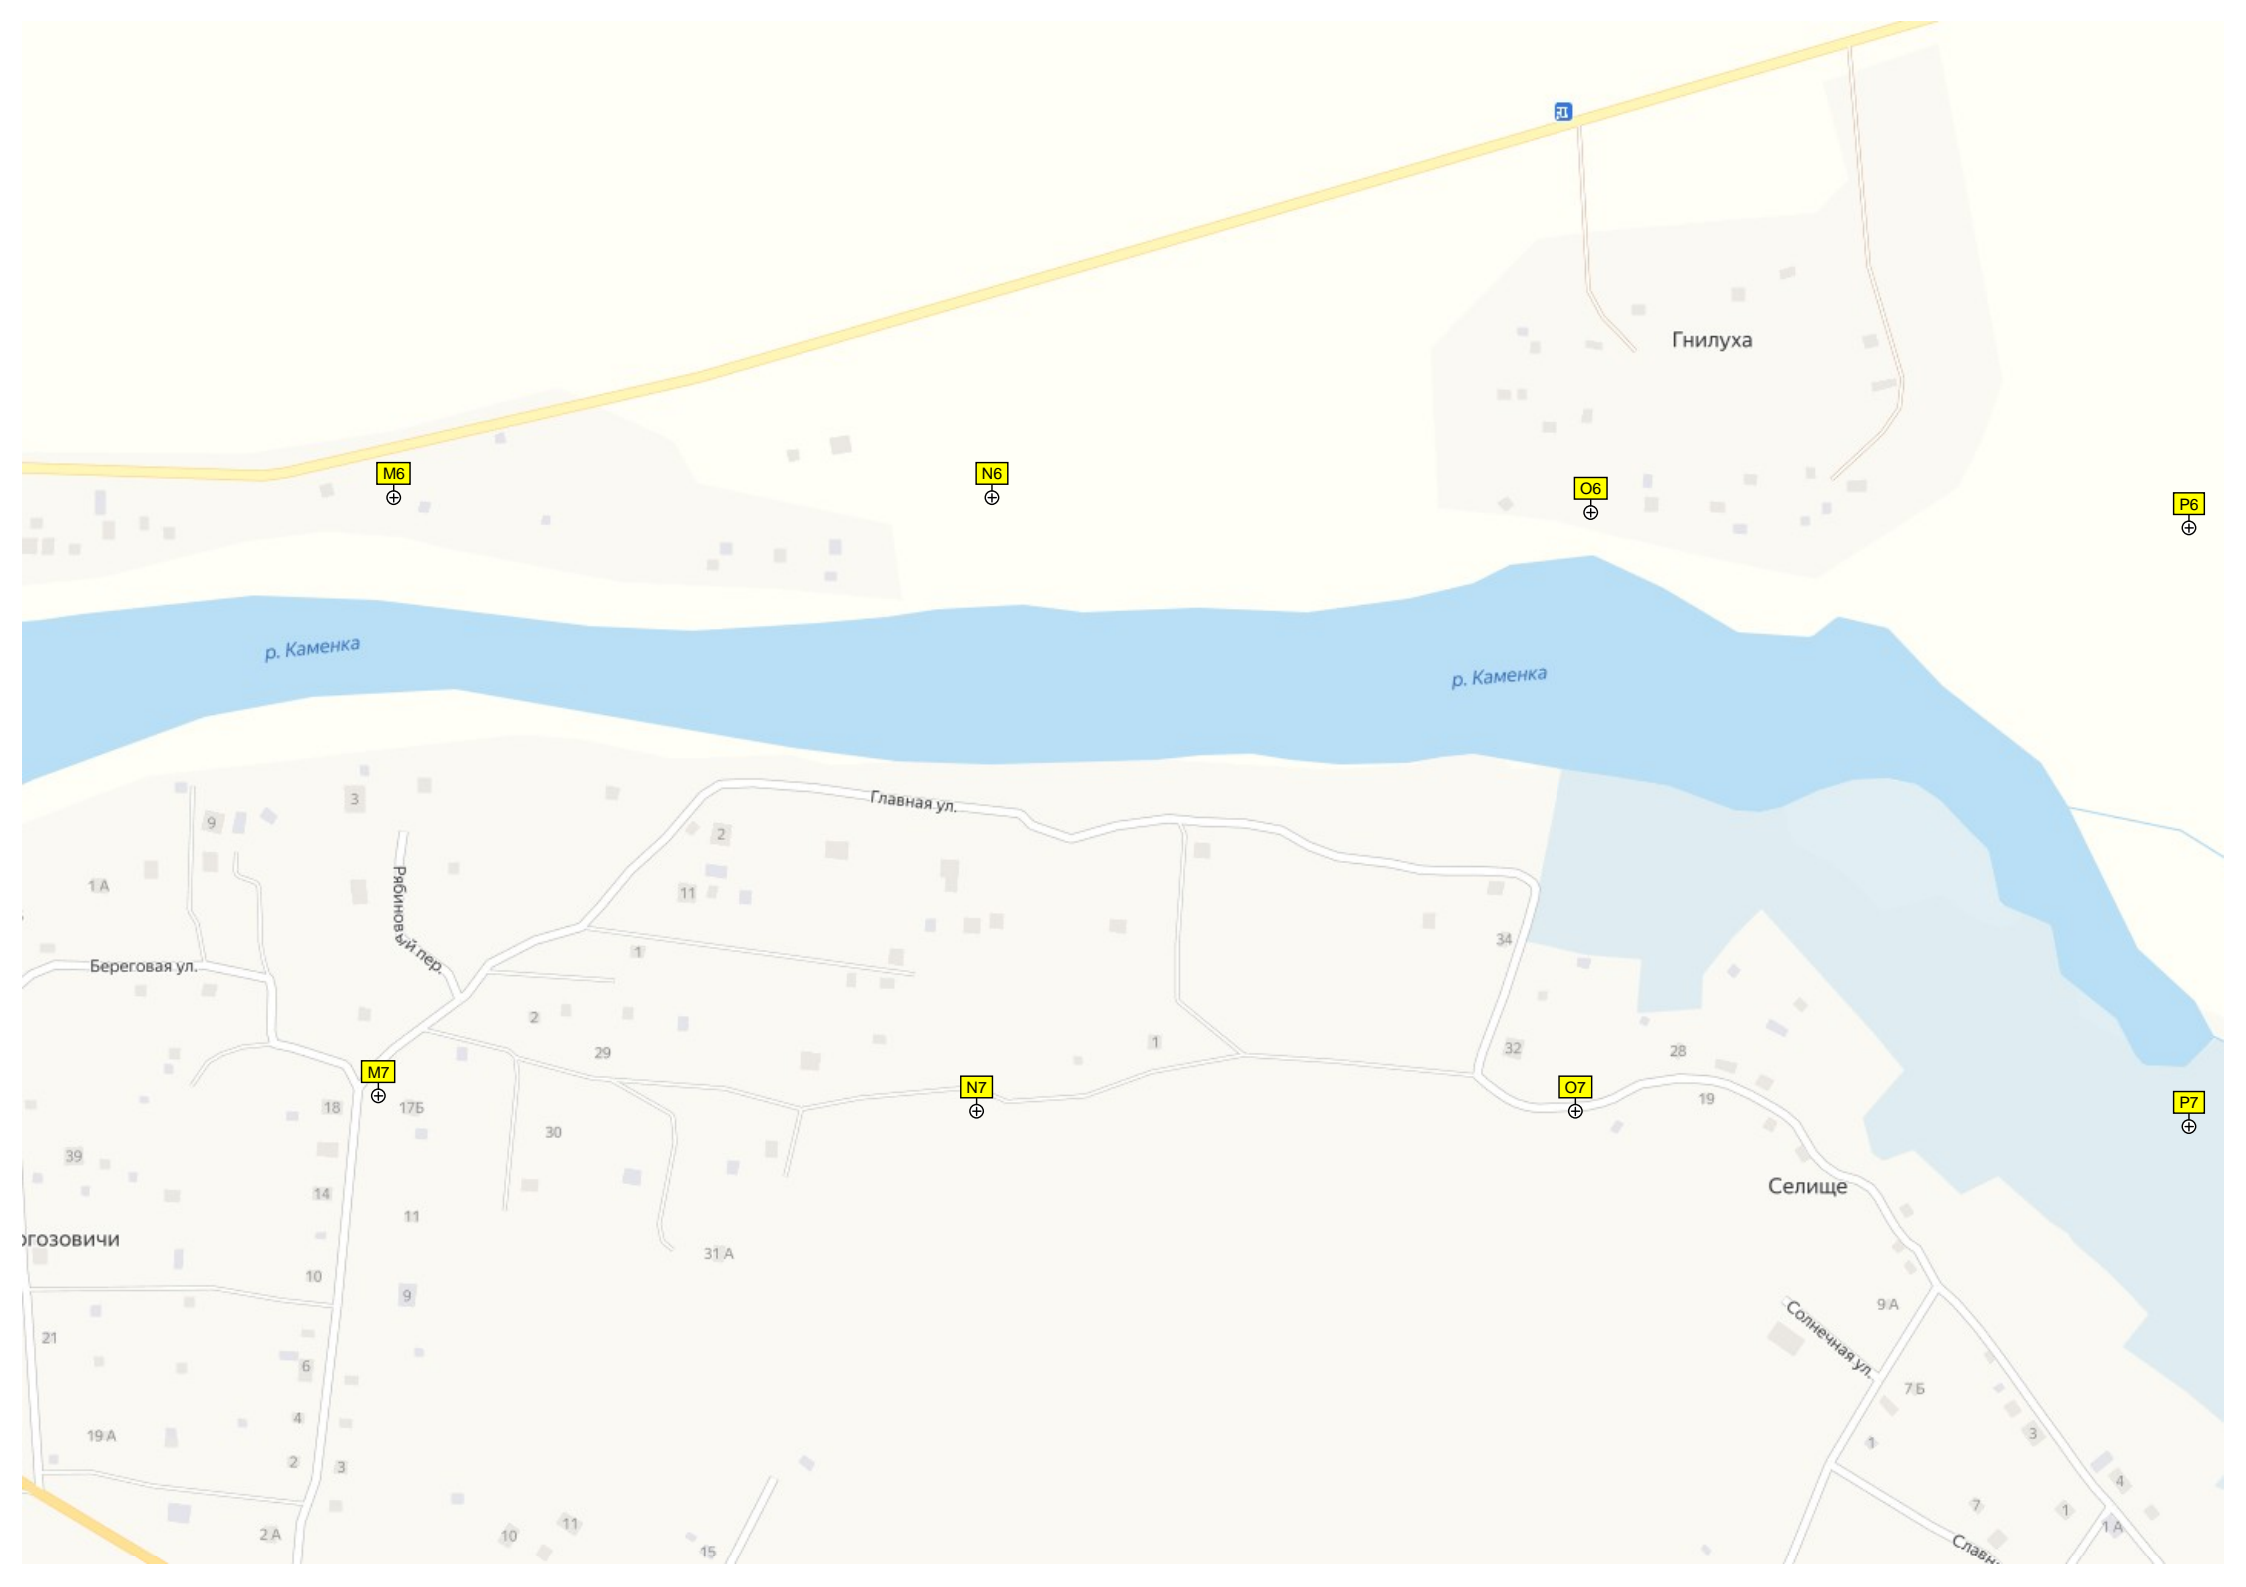 Гнилуха
M6
N6
O6
P6
р. Каменка
р. Каменка
3
9
Главная ул.
2
1 А
11
Рябиновый пер.
34
1
Береговая ул.
2
29
1
32
28
M7
N7
O7
P7
18
17Б
19
30
39
14
Селище
11
огозовичи
31 А
10
9
9 А
Солнечная ул.
21
6
7 Б
4
19 А
3
1
2
3
4
7
1
11
10
2 А
15
1 А
Славн